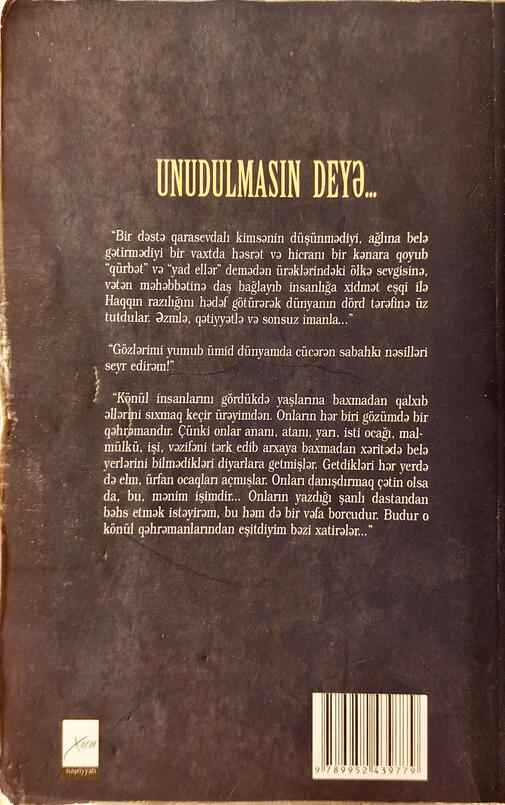 UNUDULMASIN DEYƏ...
“Bir dəstə qarasevdalı kimsənin düşünmədiyi, ağlına belə
gətirmədiyi bir vaxtda həsrət və hicranı bir kənara qoyub
“qürbət” və “yad ellər” demədən ürəklərindəki ölkə sevgisinə,
vətən məhəbbətinə daş bağlayıb insanlığa xidmət eşqi ilə
Haqqın razılığını hədəf götürərək dünyanın dörd tərəfinə üz
tutdular. Əzmlə, qətiyyətlə və sonsuz imanla...”
“Gözlərimi yumub ümid dünyamda cücərən sabahkı nəsilləri
seyr edirəm!”
“Könül insanlarını gördükdə yaşlarına baxmadan qalxıb
əllərini sıxmaq keçir ürəyimdən. Onların hər biri gözümdə bir
qəhrəmandır. Çünki onlar ananı, atanı, yarı, isti ocağı, mal-
mülkü, işi, vəzifəni tərk edib arxaya baxmadan xəritədə belə
yerlərini bilmədikləri diyarlara getmişlər. Getdikləri hər yerdə
də elm, ürfan ocaqları açmışlar. Onları danışdırmaq çətin olsa
da, bu, mənim işimdir... Onların yazdığı şanlı dastandan
bəhs etmək istəyirəm, bu həm də bir vəfa borcudur. Budur o
könül qəhrəmanlarından eşitdiyim bəzi xatirələr...”
Xəzər
nəşriyyatı
9 789952 439779